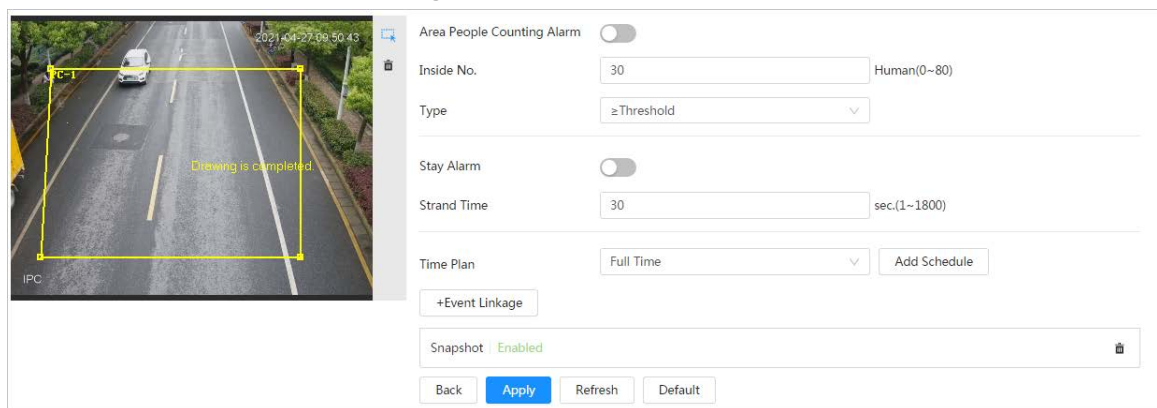 2021-04-27 09:50:43
PC-1
Drawing is completed.
IPC
Area People Counting Alarm
Inside No. 30 Human(0~80)
Type ≥Threshold
Stay Alarm
Strand Time 30 sec.(1~1800)
Time Plan Full Time Add Schedule
+Event Linkage
Snapshot Enabled
Back Apply Refresh Default